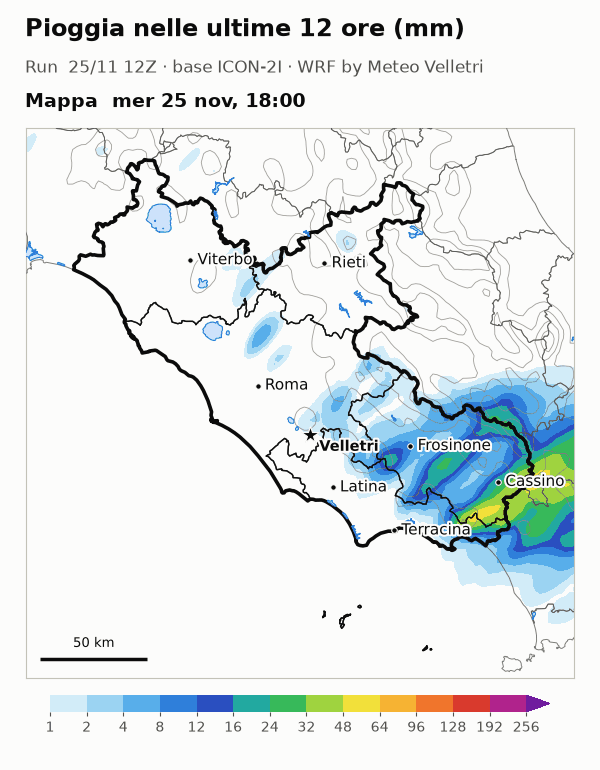 Pioggia nelle ultime 12 ore (mm)
Run  25/11 12Z · base ICON-2I · WRF by Meteo Velletri
Mappa  mer 25 nov, 18:00
Viterbo
Rieti
Roma
Velletri
Frosinone
Latina
Cassino
Terracina
50 km
1 2 4 8 12 16 24 32 48 64 96 128 192 256